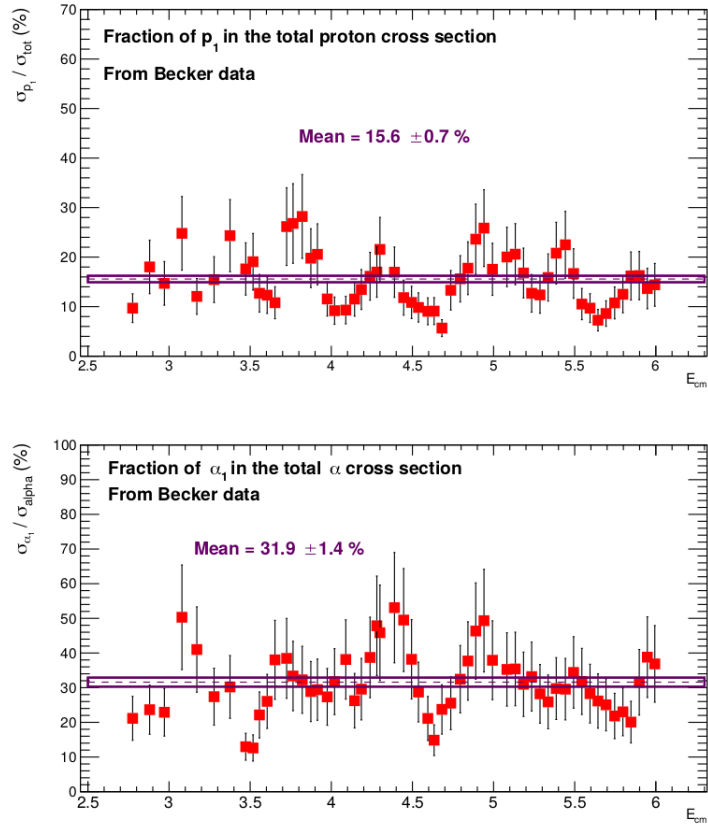 70
60
50
40
30
20
10
0
σp₁ / σtot (%)
Fraction of p₁ in the total proton cross section
From Becker data
Mean = 15.6 ±0.7 %
2.5 3 3.5 4 4.5 5 5.5 6
Ecm
100
90
80
70
60
50
40
30
20
10
0
σα₁ / σalpha (%)
Fraction of α₁ in the total α cross section
From Becker data
Mean = 31.9 ±1.4 %
2.5 3 3.5 4 4.5 5 5.5 6
Ecm